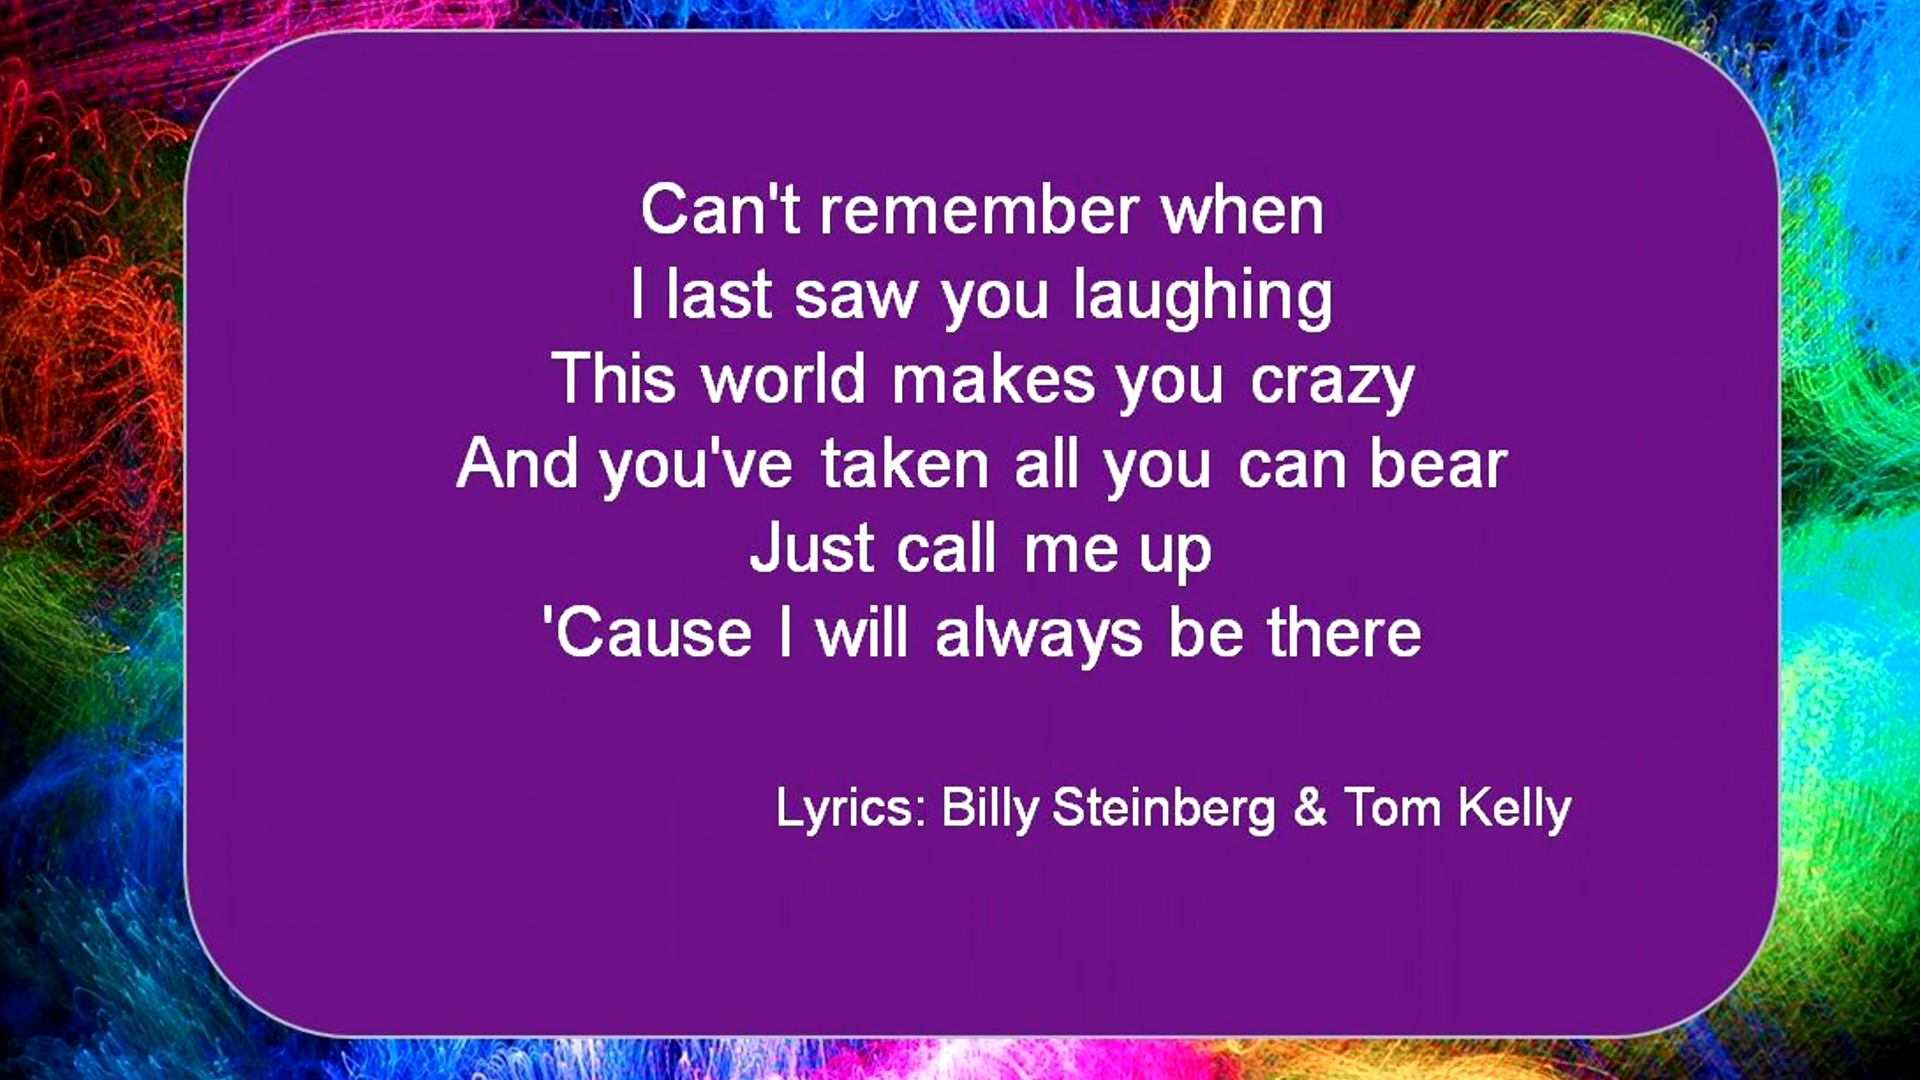 Can't remember when
I last saw you laughing
This world makes you crazy
And you've taken all you can bear
Just call me up
'Cause I will always be there
Lyrics: Billy Steinberg & Tom Kelly